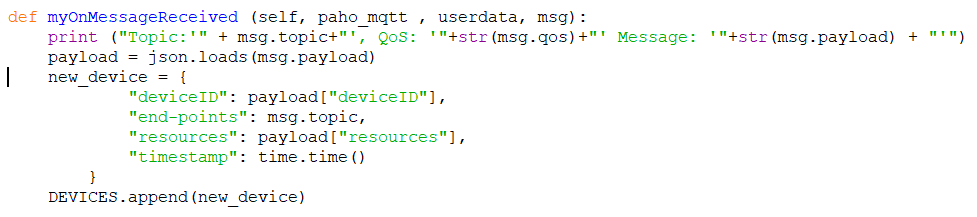 def myOnMessageReceived (self, paho_mqtt , userdata, msg):
    print ("Topic:'" + msg.topic+"', QoS: '"+str(msg.qos)+"' Message: '"+str(msg.payload) + "'")
    payload = json.loads(msg.payload)
    new_device = {
            "deviceID": payload["deviceID"],
            "end-points": msg.topic,
            "resources": payload["resources"],
            "timestamp": time.time()
        }
    DEVICES.append(new_device)